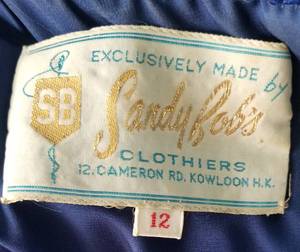 EXCLUSIVELY MADE by
SB
Sandy Bob's
CLOTHIERS
12. CAMERON RD. KOWLOON H.K.
12